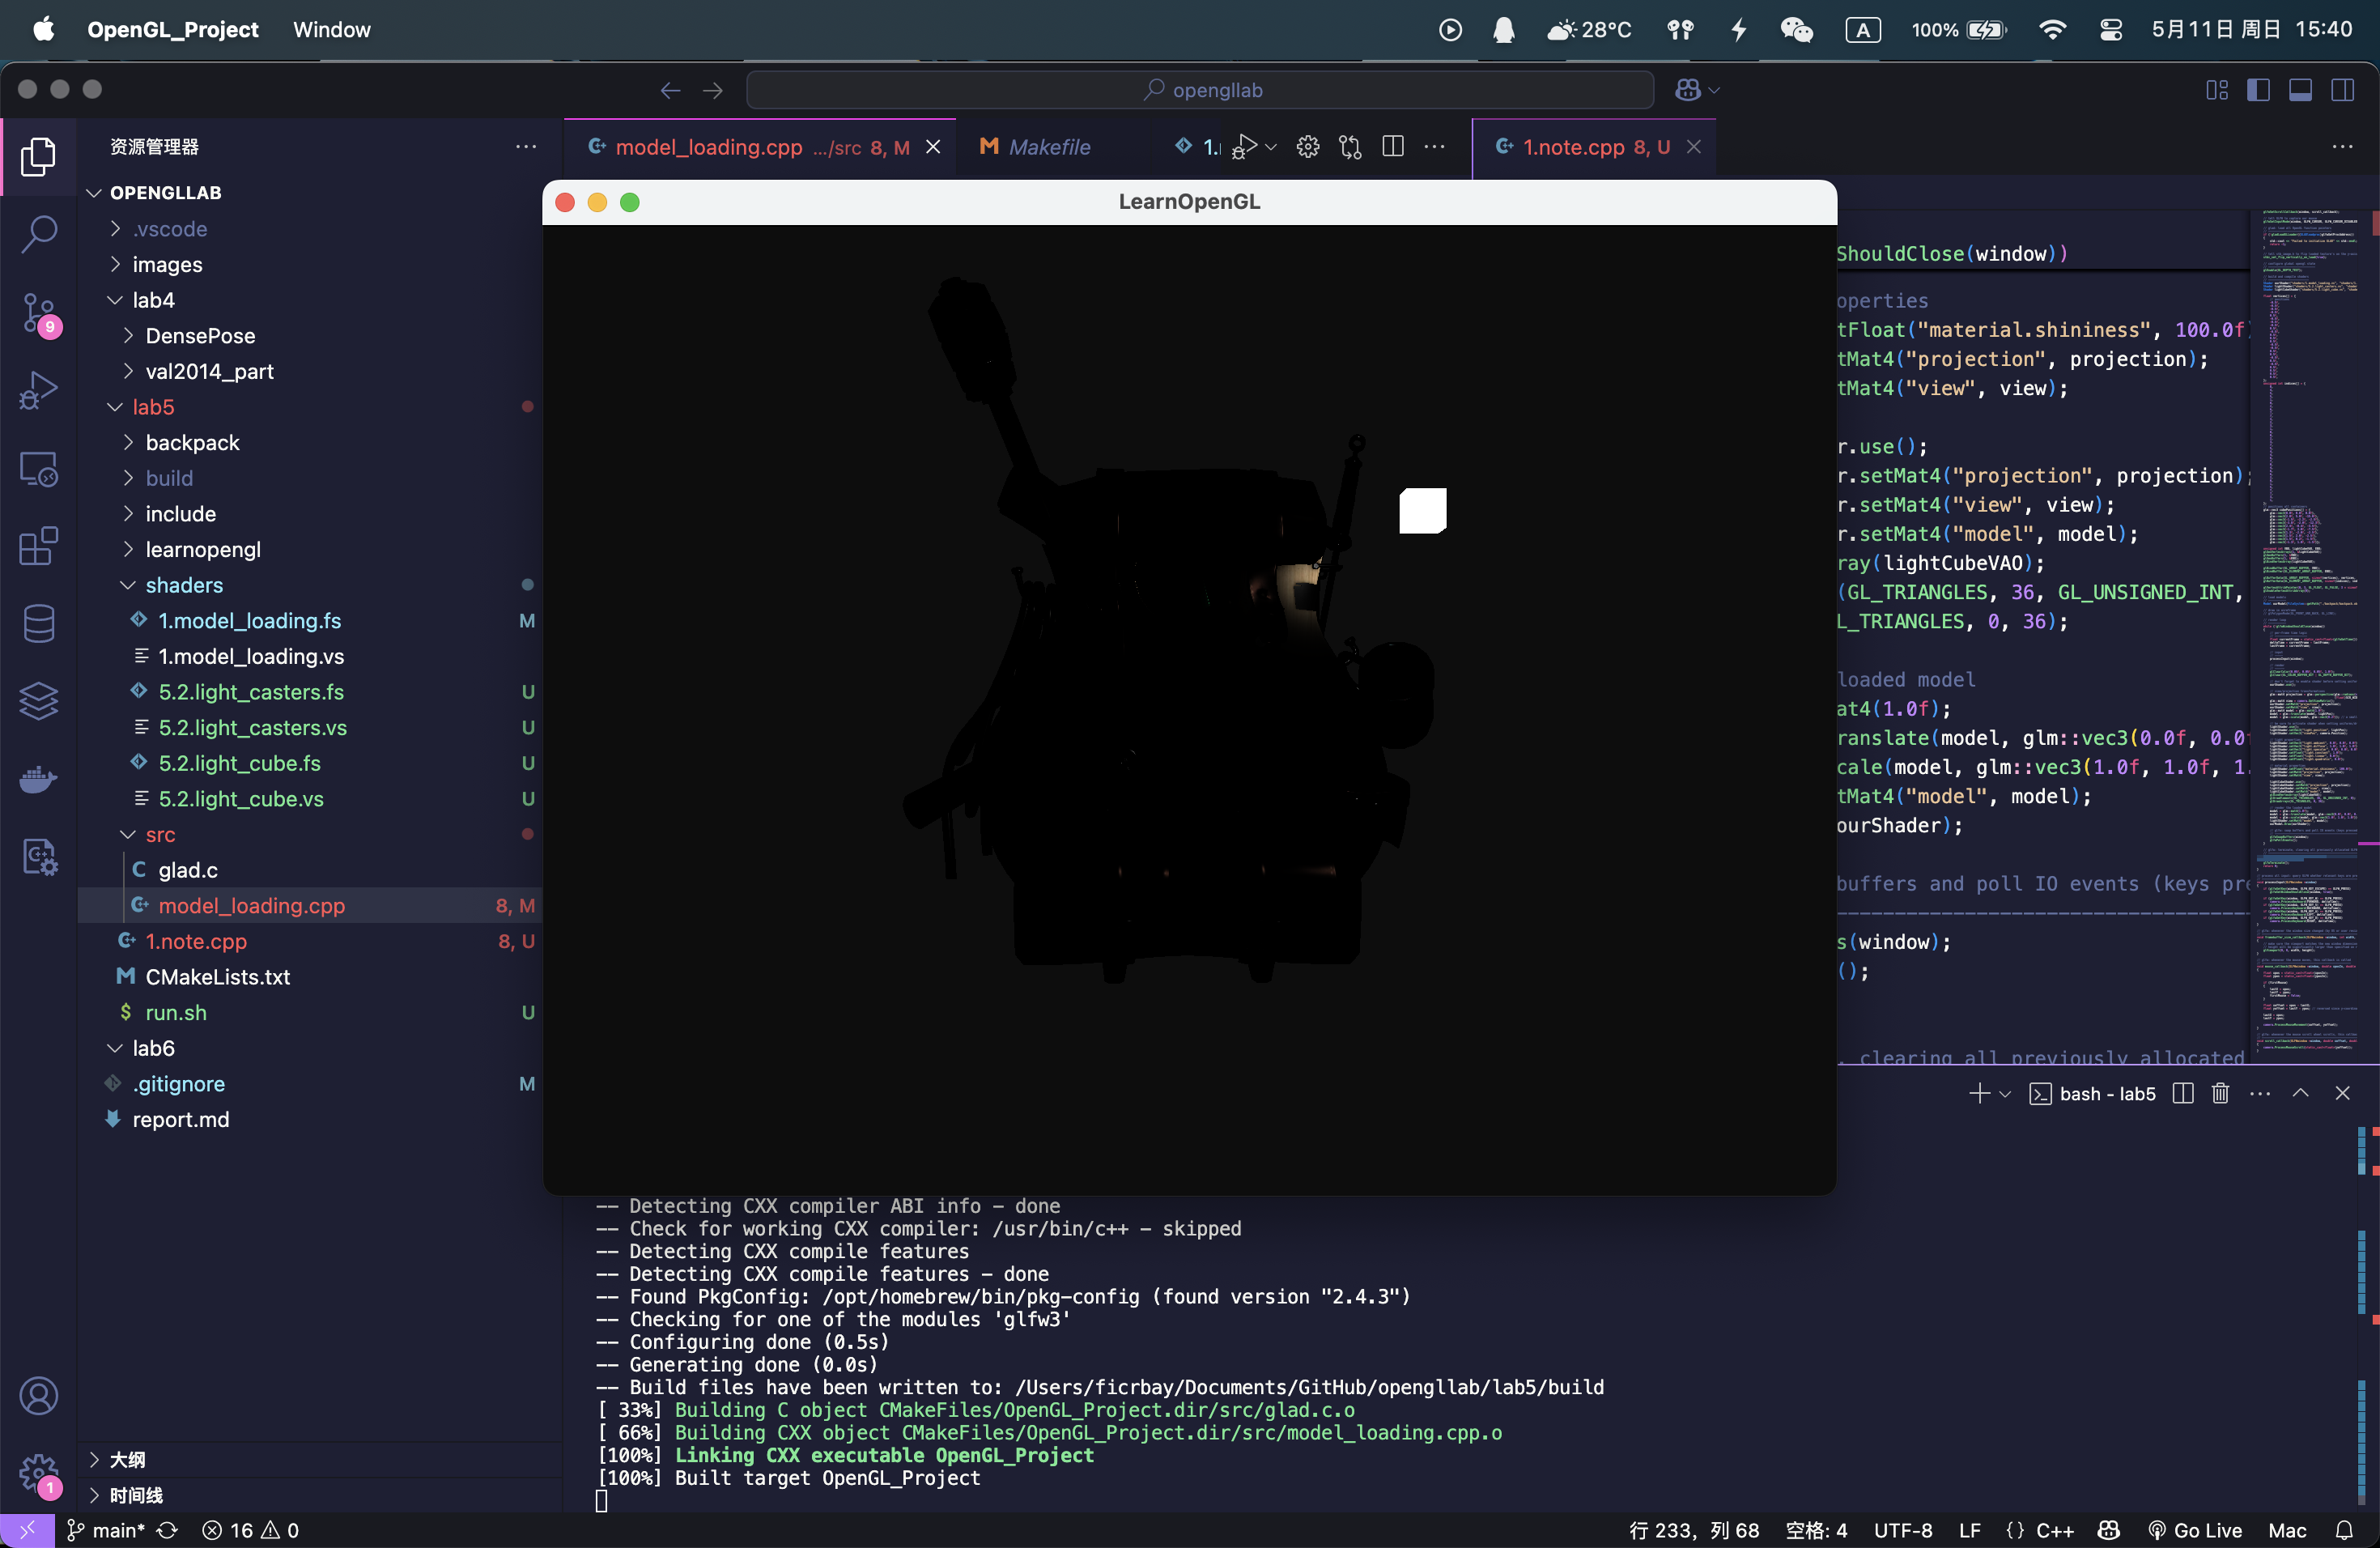 OpenGL_Project Window
28°C A 100% 5月11日 周日 15:40
opengllab
资源管理器
OPENGLLAB
.vscode
images
lab4
DensePose
val2014_part
lab5
backpack
build
include
learnopengl
shaders
1.model_loading.fs M
1.model_loading.vs
5.2.light_casters.fs U
5.2.light_casters.vs U
5.2.light_cube.fs U
5.2.light_cube.vs U
src
glad.c
model_loading.cpp 8, M
1.note.cpp 8, U
CMakeLists.txt
run.sh U
lab6
.gitignore M
report.md
大纲
时间线
9
1
model_loading.cpp .../src 8, M
Makefile
1.note.cpp 8, U
LearnOpenGL
ShouldClose(window))
operties
tFloat("material.shininess", 100.0f)
tMat4("projection", projection);
tMat4("view", view);
r.use();
r.setMat4("projection", projection);
r.setMat4("view", view);
r.setMat4("model", model);
ray(lightCubeVAO);
(GL_TRIANGLES, 36, GL_UNSIGNED_INT,
L_TRIANGLES, 0, 36);
loaded model
at4(1.0f);
ranslate(model, glm::vec3(0.0f, 0.0f
cale(model, glm::vec3(1.0f, 1.0f, 1.
tMat4("model", model);
ourShader);
buffers and poll IO events (keys pre
s(window);
();
, clearing all previously allocated
bash - lab5
-- Detecting CXX compiler ABI info - done
-- Check for working CXX compiler: /usr/bin/c++ - skipped
-- Detecting CXX compile features
-- Detecting CXX compile features - done
-- Found PkgConfig: /opt/homebrew/bin/pkg-config (found version "2.4.3")
-- Checking for one of the modules 'glfw3'
-- Configuring done (0.5s)
-- Generating done (0.0s)
-- Build files have been written to: /Users/ficrbay/Documents/GitHub/opengllab/lab5/build
[ 33%] Building C object CMakeFiles/OpenGL_Project.dir/src/glad.c.o
[ 66%] Building CXX object CMakeFiles/OpenGL_Project.dir/src/model_loading.cpp.o
[100%] Linking CXX executable OpenGL_Project
[100%] Built target OpenGL_Project
main* 16 0
行 233，列 68 空格: 4 UTF-8 LF {} C++ Go Live Mac